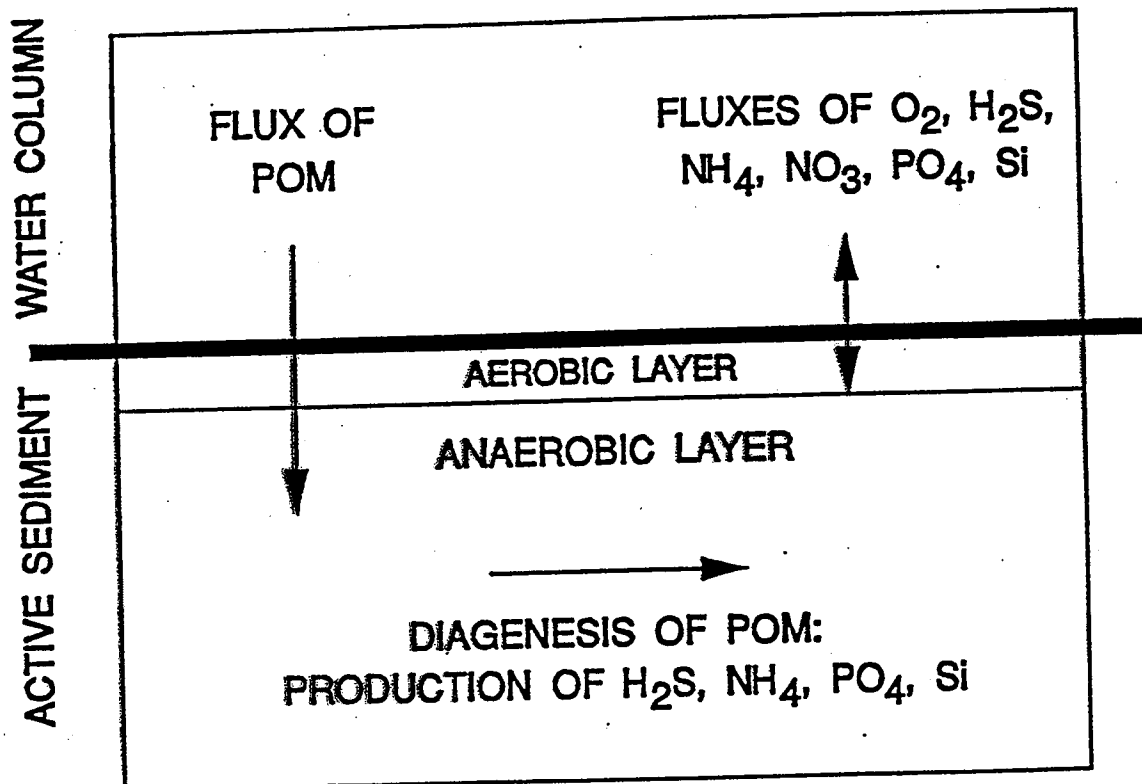 WATER COLUMN
FLUX OF
POM
FLUXES OF O₂, H₂S,
NH₄, NO₃, PO₄, Si
ACTIVE SEDIMENT
AEROBIC LAYER
ANAEROBIC LAYER
DIAGENESIS OF POM:
PRODUCTION OF H₂S, NH₄, PO₄, Si